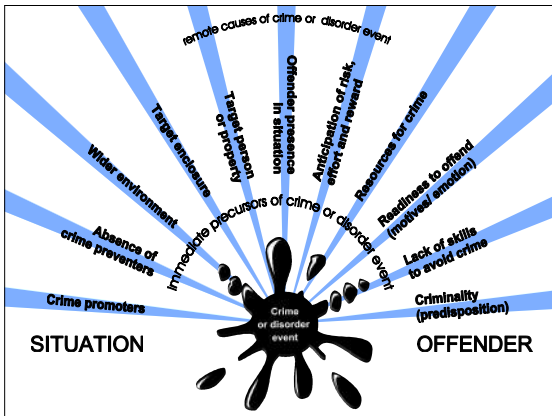 remote causes of crime or disorder event
Crime promoters
Absence of
crime preventers
Wider environment
Target enclosure
Target person
or property
Offender presence
in situation
Anticipation of risk,
effort and reward
Resources for crime
Readiness to offend
(motives/ emotion)
Lack of skills
to avoid crime
Criminality
(predisposition)
Immediate precursors of crime or disorder event
Crime
or disorder
event
SITUATION
OFFENDER